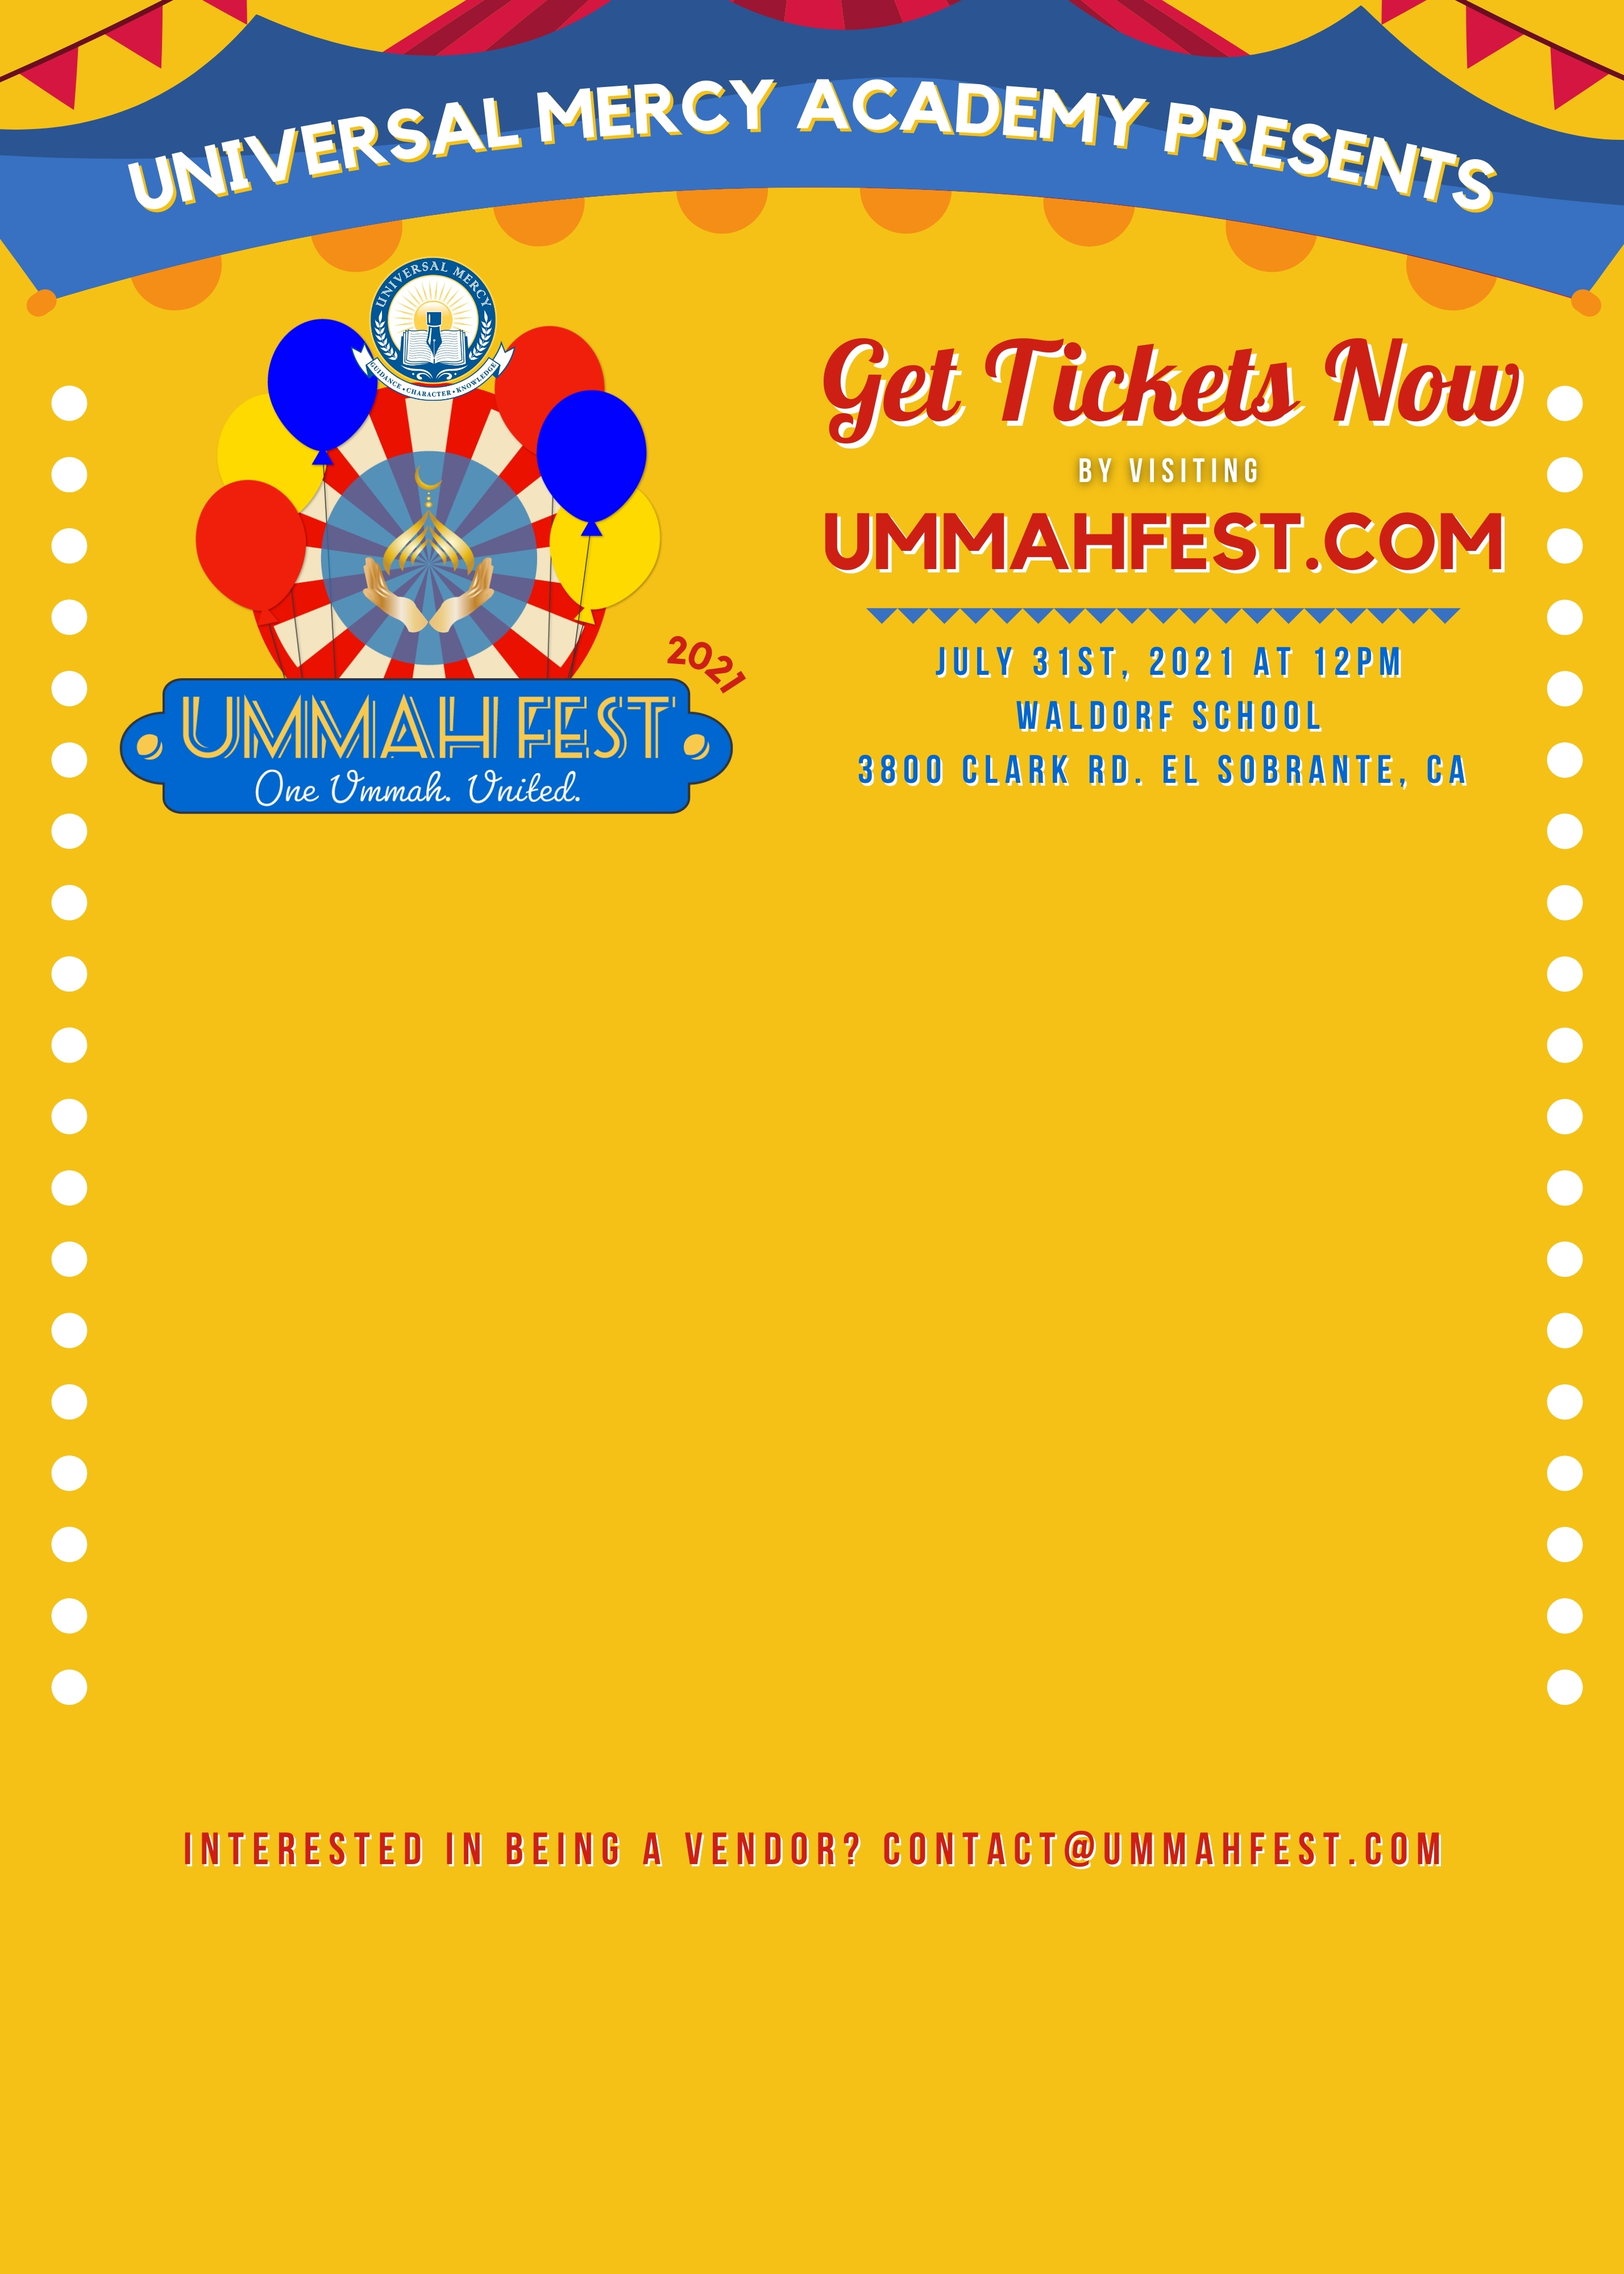 UNIVERSAL MERCY ACADEMY PRESENTS
UNIVERSAL MERCY
GUIDANCE • CHARACTER • KNOWLEDGE
2021
UMMAH FEST
One Ummah. United.
Get Tickets Now
BY VISITING
UMMAHFEST.COM
JULY 31ST, 2021 AT 12PM
WALDORF SCHOOL
3800 CLARK RD. EL SOBRANTE, CA
INTERESTED IN BEING A VENDOR? CONTACT@UMMAHFEST.COM